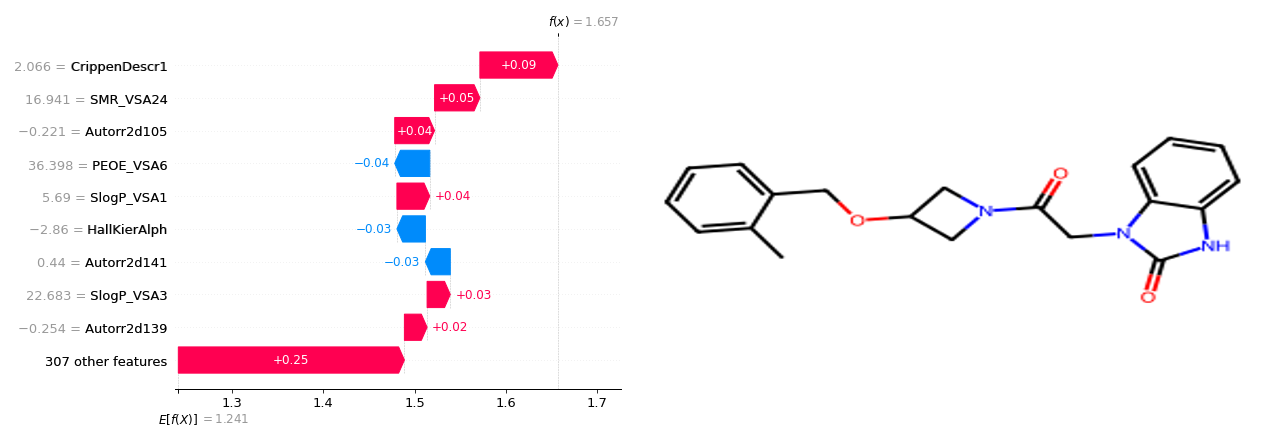 f(x) = 1.657
2.066 = CrippenDescr1
+0.09
16.941 = SMR_VSA24
+0.05
−0.221 = Autorr2d105
+0.04
36.398 = PEOE_VSA6
−0.04
5.69 = SlogP_VSA1
+0.04
−2.86 = HallKierAlph
−0.03
0.44 = Autorr2d141
−0.03
22.683 = SlogP_VSA3
+0.03
−0.254 = Autorr2d139
+0.02
307 other features
+0.25
1.3 1.4 1.5 1.6 1.7
E[f(X)] = 1.241
O
N
O
N
NH
O